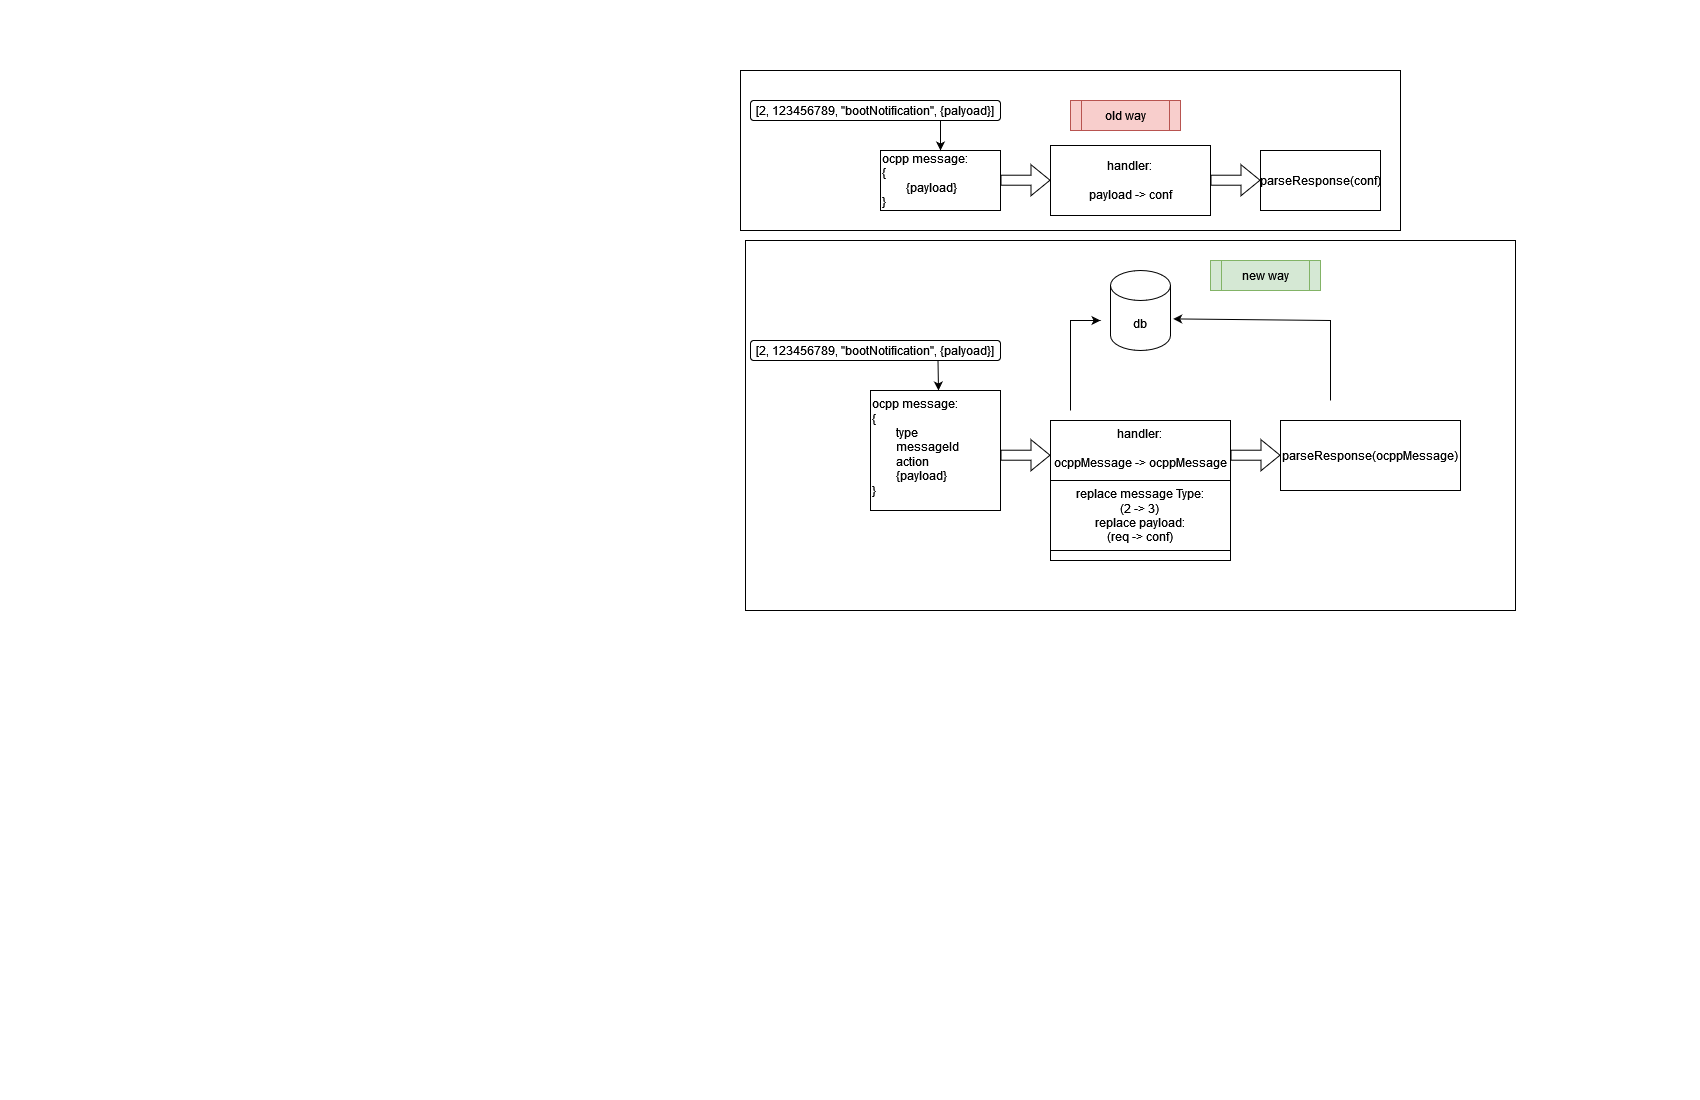 [2, 123456789, "bootNotification", {palyoad}]
old way
ocpp message:
{
{payload}
}
handler:
payload -> conf
parseResponse(conf)
new way
db
[2, 123456789, "bootNotification", {palyoad}]
ocpp message:
{
type
messageId
action
{payload}
}
handler:
ocppMessage -> ocppMessage
replace message Type:
(2 -> 3)
replace payload:
(req -> conf)
parseResponse(ocppMessage)